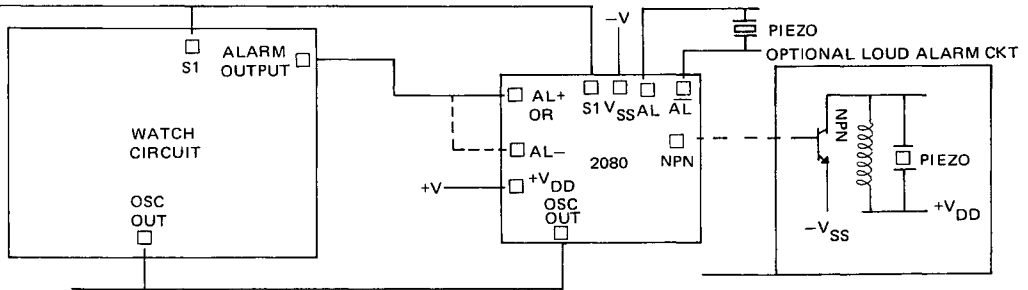 −V
PIEZO
S1
ALARM
OUTPUT
OPTIONAL LOUD ALARM CKT
AL+
OR
S1 VSS AL A̅L̅
WATCH
CIRCUIT
NPN
AL−
2080
NPN
PIEZO
+V
+VDD
OSC
OUT
OSC
OUT
+VDD
−VSS